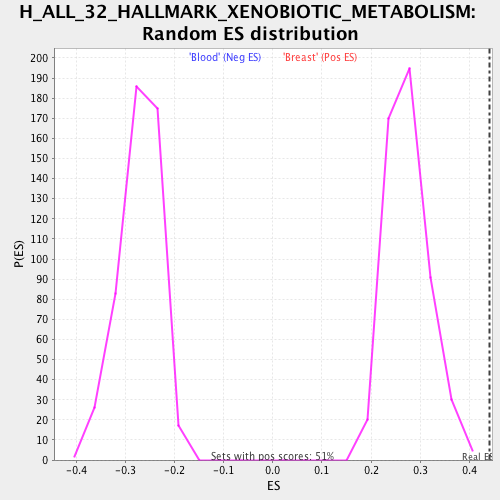 H_ALL_32_HALLMARK_XENOBIOTIC_METABOLISM:
Random ES distribution
'Blood' (Neg ES) 'Breast' (Pos ES)
200
190
180
170
160
150
140
130
120
110
100
90
80
70
60
50
40
30
20
10
0
P(ES)
Sets with pos scores: 51%
Real ES
-0.4 -0.3 -0.2 -0.1 0.0 0.1 0.2 0.3 0.4
ES